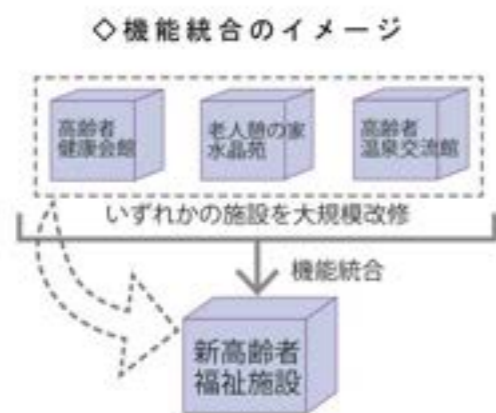 ◇機能統合のイメージ
高齢者
健康会館
老人憩の家
水晶苑
高齢者
温泉交流館
いずれかの施設を大規模改修
機能統合
新高齢者
福祉施設